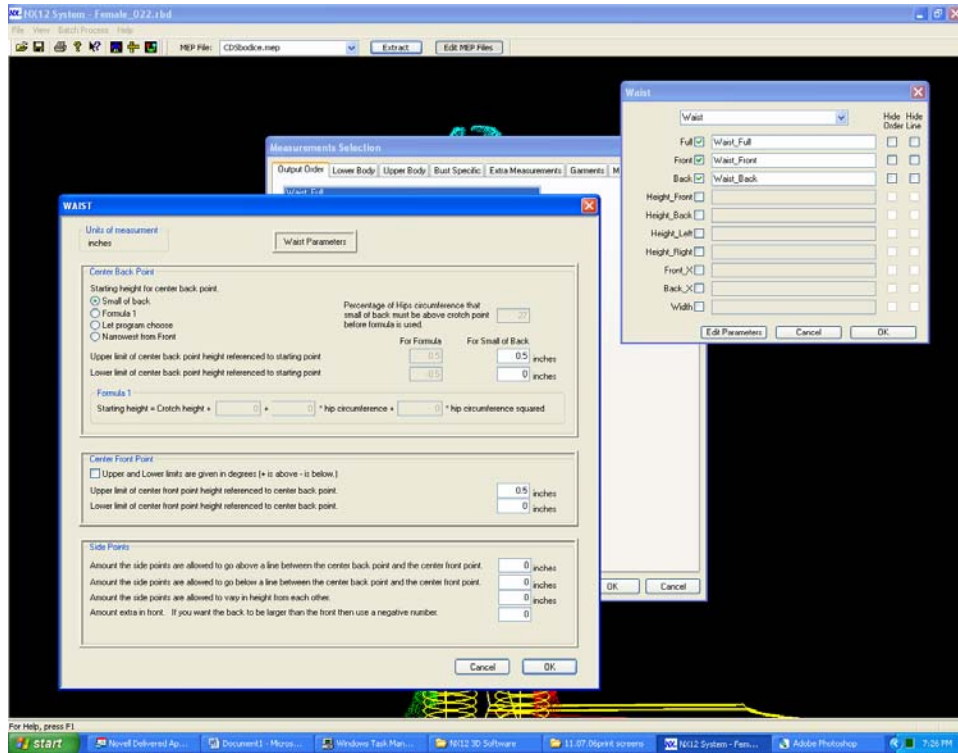 NX12 System - Female_022.rbd
File View Batch Process Help
MEP File: CDSbodice.mep Extract Edit MEP Files
Waist
Waist
Hide Order Hide Line
Full Waist_Full
Front Waist_Front
Back Waist_Back
Height_Front
Height_Back
Height_Left
Height_Right
Front_X
Back_X
Width
Edit Parameters Cancel OK
Measurements Selection
Output Order Lower Body Upper Body Bust Specific Extra Measurements Garments M
Waist_Full
OK Cancel
WAIST
Units of measurment
inches
Waist Parameters
Center Back Point
Starting height for center back point.
Small of back
Formula 1
Let program choose
Narrowest from Front
Percentage of Hips circumference that
small of back must be above crotch point 27
before formula is used.
For Formula For Small of Back
Upper limit of center back point height referenced to starting point 0.5 0.5 inches
Lower limit of center back point height referenced to starting point -0.5 0 inches
Formula 1
Starting height = Crotch height + 0 + 0 * hip circumference + 0 * hip circumference squared
Center Front Point
Upper and Lower limits are given in degrees (+ is above - is below.)
Upper limit of center front point height referenced to center back point. 0.5 inches
Lower limit of center front point height referenced to center back point. 0 inches
Side Points
Amount the side points are allowed to go above a line between the center back point and the center front point. 0 inches
Amount the side points are allowed to go below a line between the center back point and the center front point. 0 inches
Amount the side points are allowed to vary in height from each other. 0 inches
Amount extra in front. If you want the back to be larger than the front then use a negative number. 0
Cancel OK
For Help, press F1
start Novell Delivered Ap... Document1 - Micros... Windows Task Man... NX12 3D Software 11.07.06print screens NX12 System - Fem... Adobe Photoshop 7:26 PM